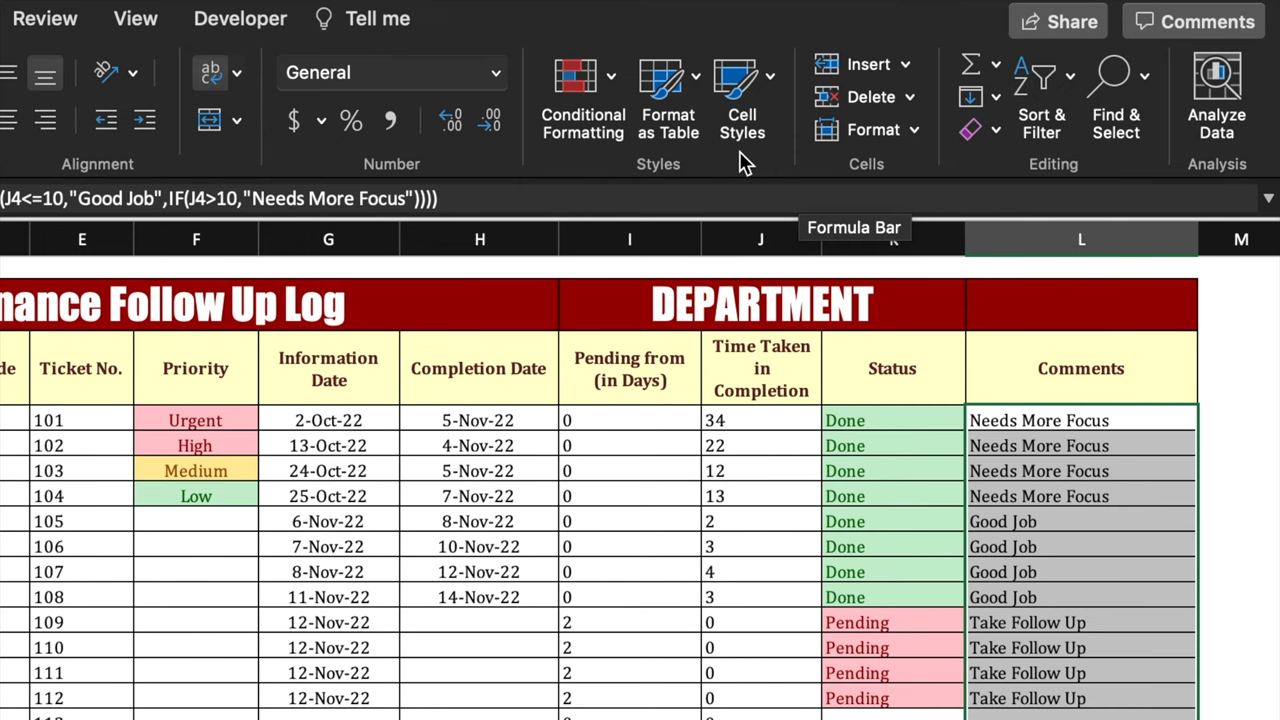 Review View Developer Tell me Share Comments
General
Insert
Delete
Format
Conditional Formatting
Format as Table
Cell Styles
Sort & Filter
Find & Select
Analyze Data
Alignment Number Styles Cells Editing Analysis
(J4<=10,"Good Job",IF(J4>10,"Needs More Focus"))))
Formula Bar
E F G H I J K L M
nance Follow Up Log DEPARTMENT
de Ticket No. Priority Information Date Completion Date Pending from (in Days) Time Taken in Completion Status Comments
101 Urgent 2-Oct-22 5-Nov-22 0 34 Done Needs More Focus
102 High 13-Oct-22 4-Nov-22 0 22 Done Needs More Focus
103 Medium 24-Oct-22 5-Nov-22 0 12 Done Needs More Focus
104 Low 25-Oct-22 7-Nov-22 0 13 Done Needs More Focus
105 6-Nov-22 8-Nov-22 0 2 Done Good Job
106 7-Nov-22 10-Nov-22 0 3 Done Good Job
107 8-Nov-22 12-Nov-22 0 4 Done Good Job
108 11-Nov-22 14-Nov-22 0 3 Done Good Job
109 12-Nov-22 2 0 Pending Take Follow Up
110 12-Nov-22 2 0 Pending Take Follow Up
111 12-Nov-22 2 0 Pending Take Follow Up
112 12-Nov-22 2 0 Pending Take Follow Up